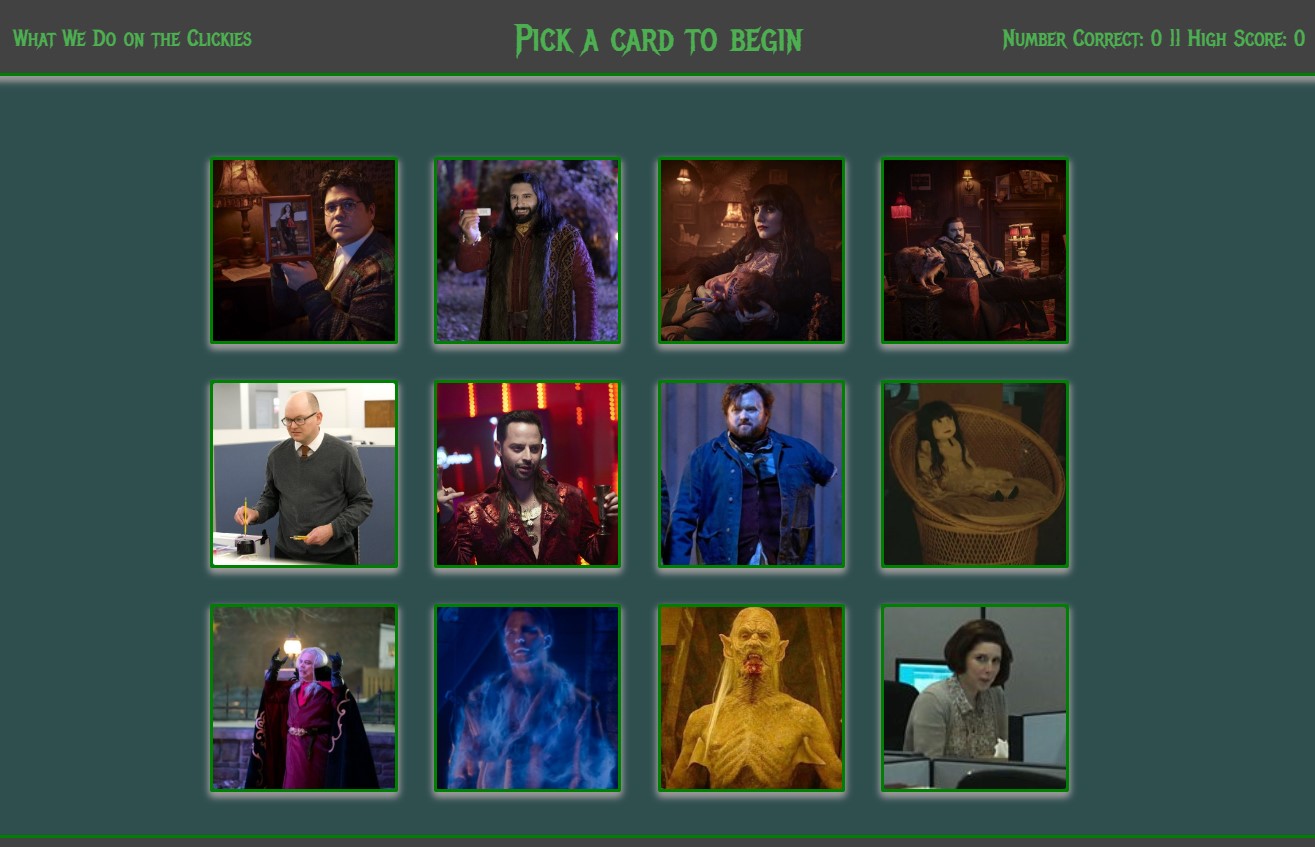 What We Do on the Clickies
Pick a card to begin
Number Correct: 0 || High Score: 0